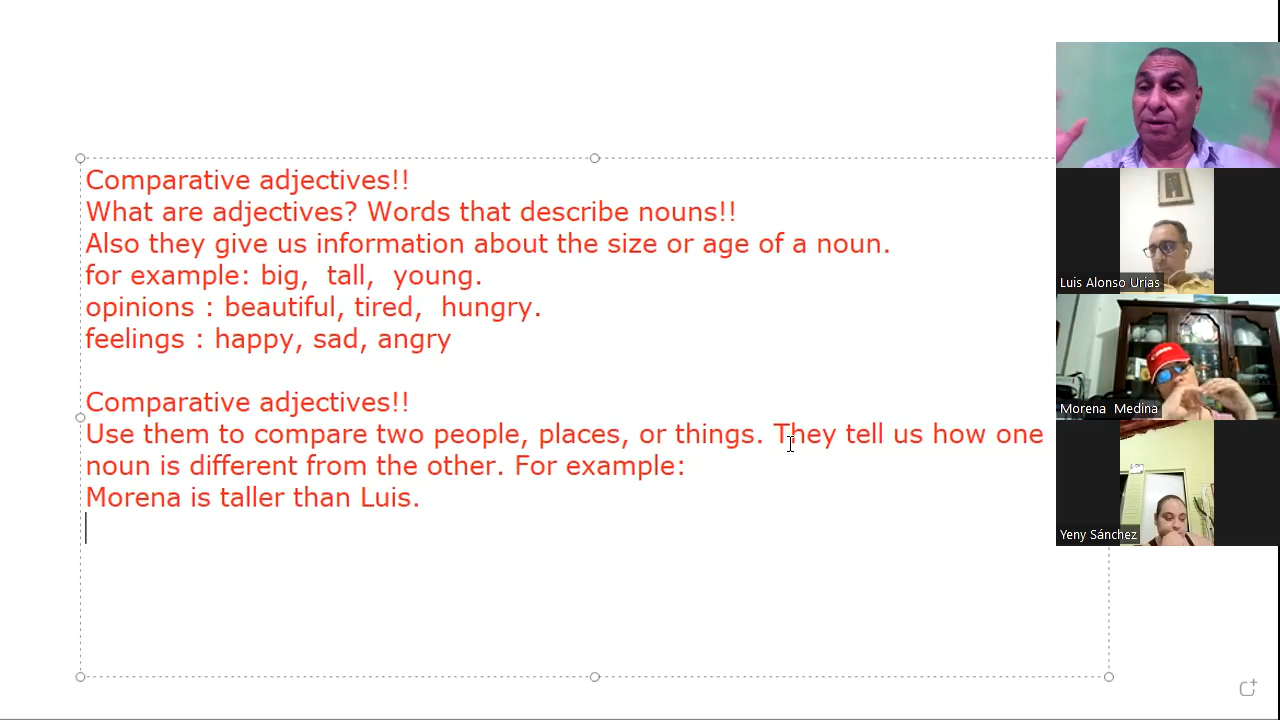 Comparative adjectives!!
What are adjectives? Words that describe nouns!!
Also they give us information about the size or age of a noun.
for example: big,  tall,  young.
opinions : beautiful, tired,  hungry.
feelings : happy, sad, angry
Comparative adjectives!!
Use them to compare two people, places, or things. They tell us how one
noun is different from the other. For example:
Morena is taller than Luis.
Luis Alonso Urias
Morena  Medina
Yeny Sánchez